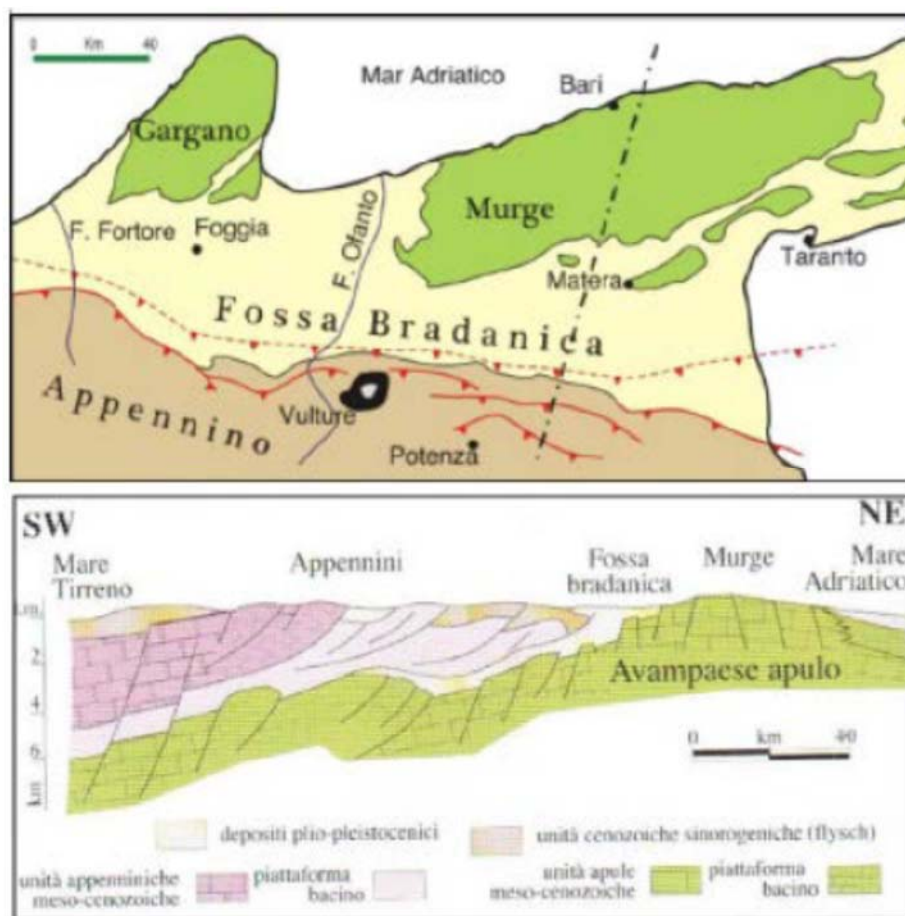 0 Km 40
Mar Adriatico
Bari
Gargano
Murge
F. Fortore
Foggia
F. Ofanto
Matera
Taranto
Fossa Bradanica
Appennino
Vulture
Potenza
SW
NE
Mare
Tirreno
Appennini
Fossa
bradanica
Murge
Mare
Adriatico
km
2
4
6
km
Avampaese apulo
0 km 40
depositi plio-pleistocenici
unità cenozoiche sinorogeniche (flysch)
unità appenniniche
meso-cenozoiche
piattaforma
bacino
unità apule
meso-cenozoiche
piattaforma
bacino